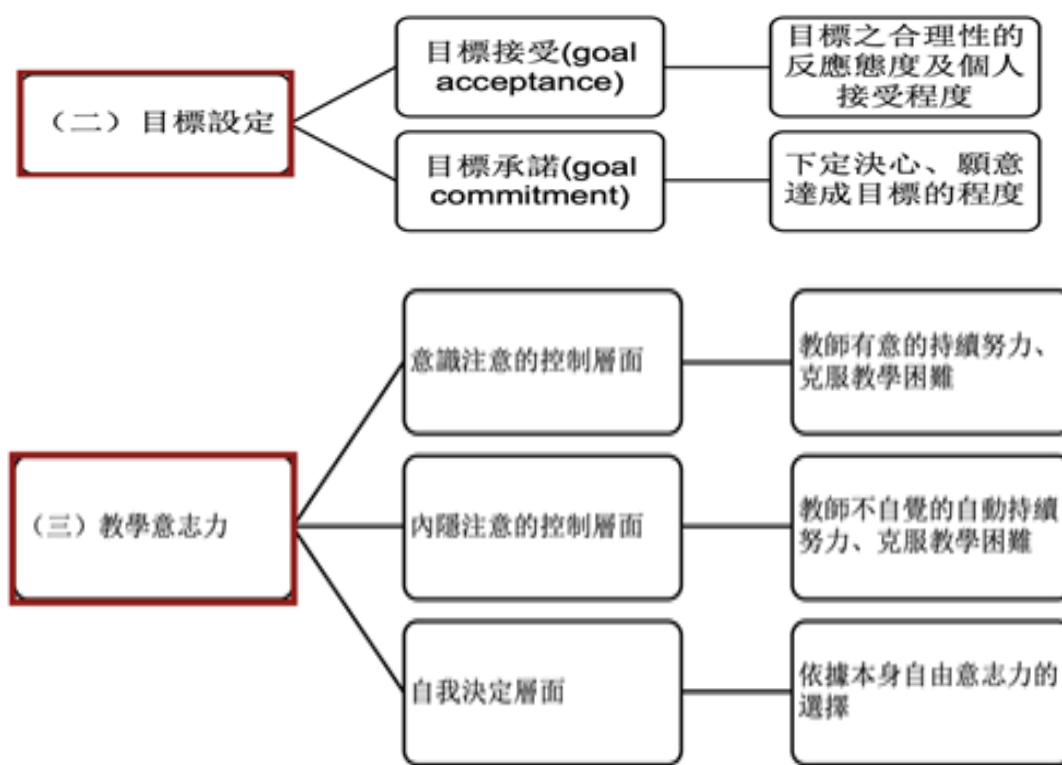 (二) 目標設定
目標接受(goal
acceptance)
目標之合理性的
反應態度及個人
接受程度
目標承諾(goal
commitment)
下定決心、願意
達成目標的程度
(三)教學意志力
意識注意的控制層面
教師有意的持續努力、
克服教學困難
內隱注意的控制層面
教師不自覺的自動持續
努力、克服教學困難
自我決定層面
依據本身自由意志力的
選擇